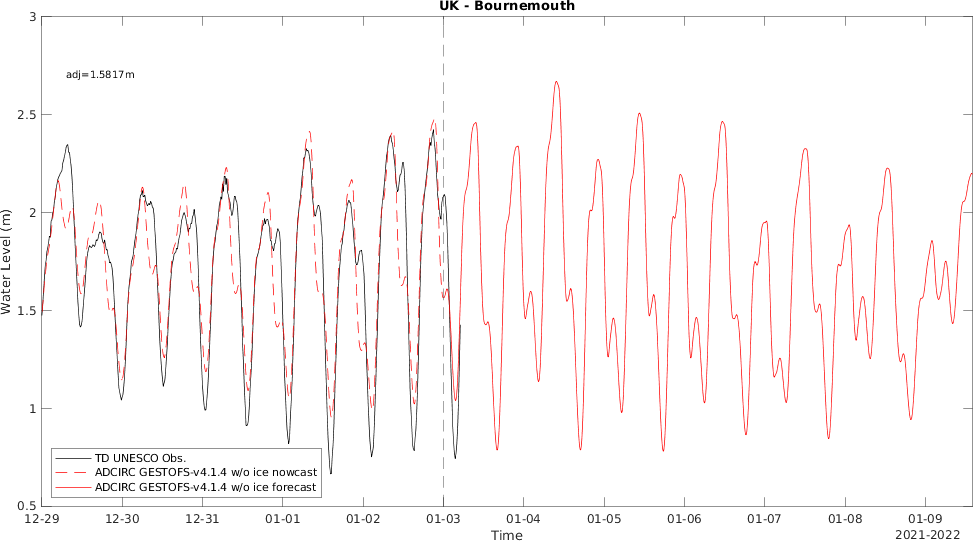 UK - Bournemouth
3
adj=1.5817m
2.5
2
Water Level (m)
1.5
1
TD UNESCO Obs.
ADCIRC GESTOFS-v4.1.4 w/o ice nowcast
ADCIRC GESTOFS-v4.1.4 w/o ice forecast
0.5
12-29 12-30 12-31 01-01 01-02 01-03 01-04 01-05 01-06 01-07 01-08 01-09
Time
2021-2022